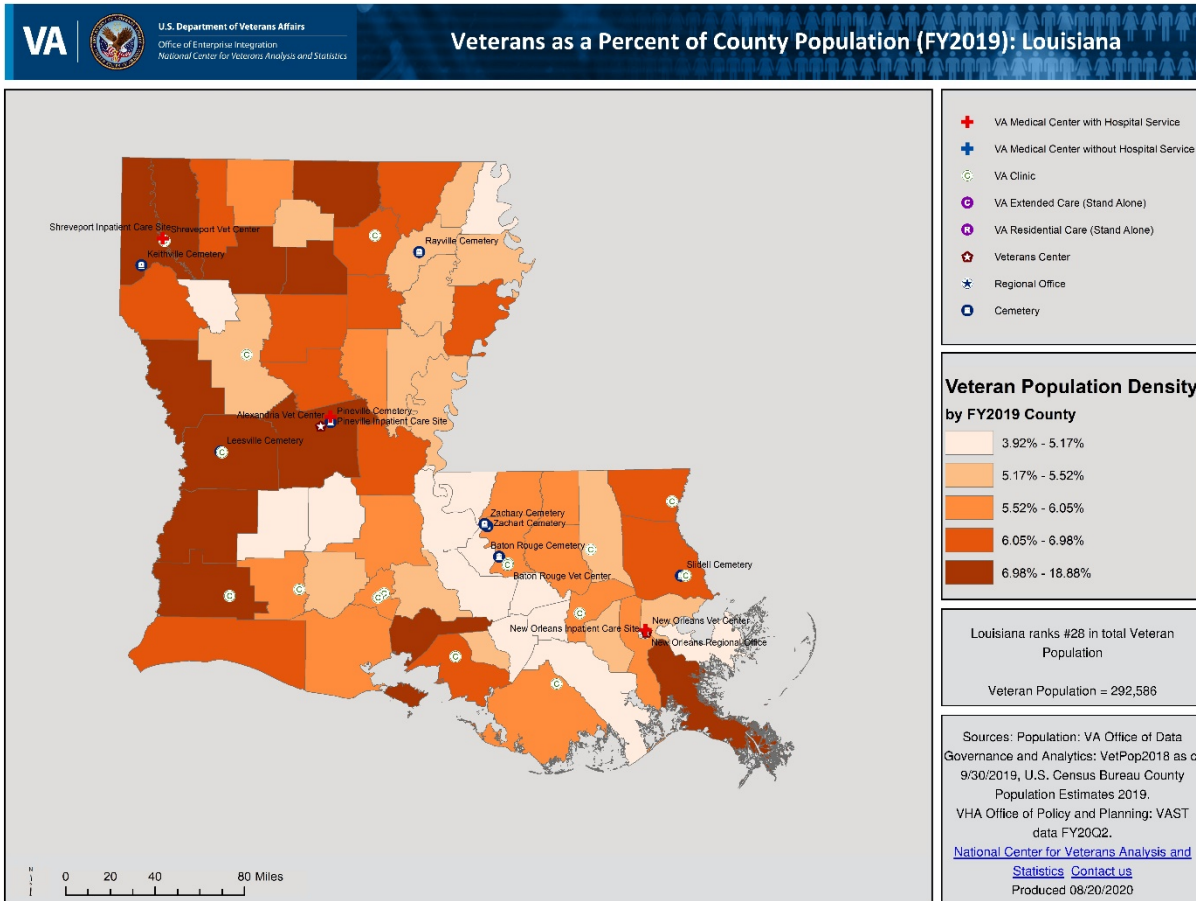 VA
U.S. Department of Veterans Affairs
Office of Enterprise Integration
National Center for Veterans Analysis and Statistics
Veterans as a Percent of County Population (FY2019): Louisiana
Shreveport Inpatient Care Site
Shreveport Vet Center
Keithville Cemetery
Rayville Cemetery
C
C
Alexandria Vet Center
Pineville Cemetery
Pineville Inpatient Care Site
Leesville Cemetery
C
C
Zachary Cemetery
Zachart Cemetery
Baton Rouge Cemetery
C
C
Baton Rouge Vet Center
Slidell Cemetery
C
C
C
C
C
C
New Orleans Inpatient Care Site
New Orleans Vet Center
New Orleans Regional Office
C
C
N
0 20 40 80 Miles
VA Medical Center with Hospital Service
VA Medical Center without Hospital Service
C VA Clinic
C VA Extended Care (Stand Alone)
R VA Residential Care (Stand Alone)
Veterans Center
Regional Office
Cemetery
Veteran Population Density
by FY2019 County
3.92% - 5.17%
5.17% - 5.52%
5.52% - 6.05%
6.05% - 6.98%
6.98% - 18.88%
Louisiana ranks #28 in total Veteran
Population
Veteran Population = 292,586
Sources: Population: VA Office of Data
Governance and Analytics: VetPop2018 as o
9/30/2019, U.S. Census Bureau County
Population Estimates 2019.
VHA Office of Policy and Planning: VAST
data FY20Q2.
National Center for Veterans Analysis and
Statistics Contact us
Produced 08/20/2020